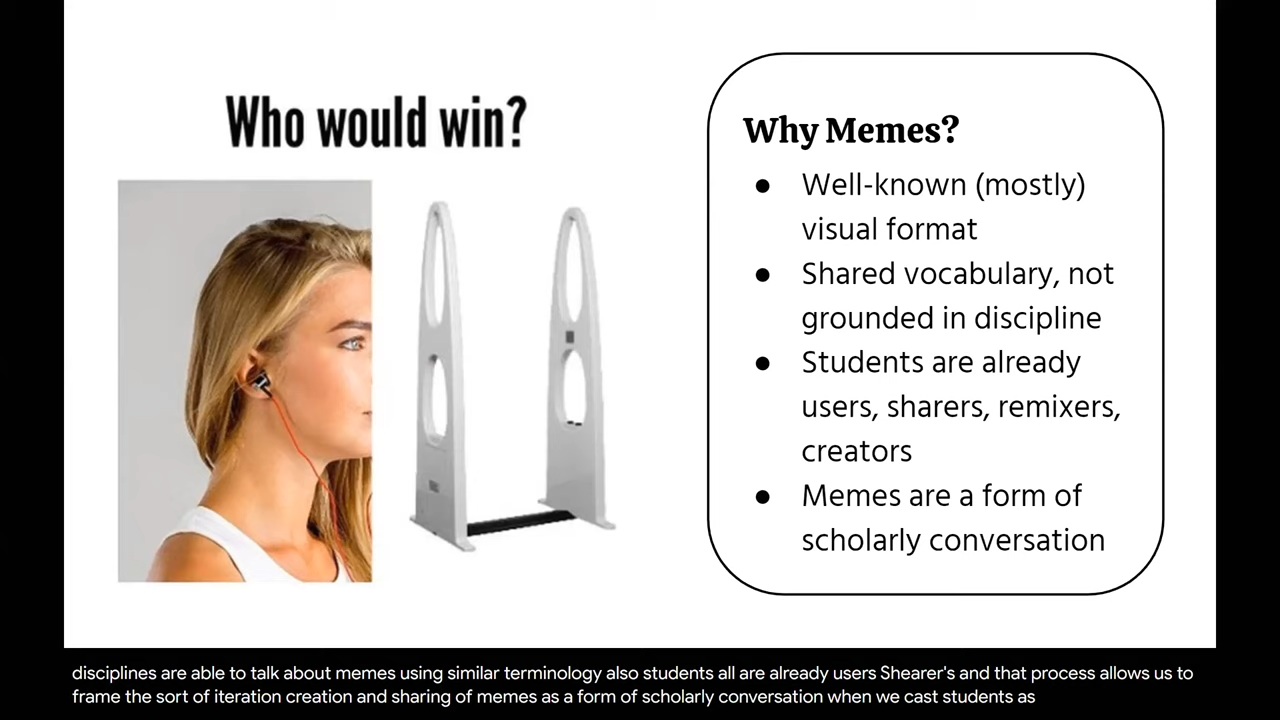 Who would win?
Why Memes?
● Well-known (mostly)
visual format
● Shared vocabulary, not
grounded in discipline
● Students are already
users, sharers, remixers,
creators
● Memes are a form of
scholarly conversation
disciplines are able to talk about memes using similar terminology also students all are already users Shearer's and that process allows us to
frame the sort of iteration creation and sharing of memes as a form of scholarly conversation when we cast students as